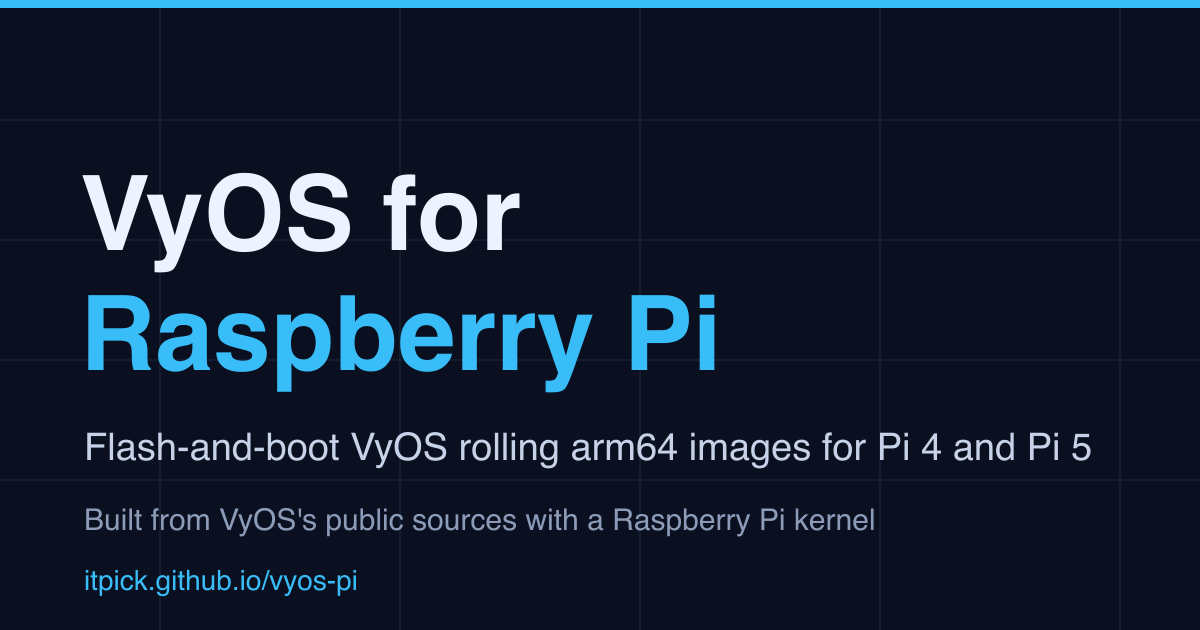 VyOS for
Raspberry Pi
Flash-and-boot VyOS rolling arm64 images for Pi 4 and Pi 5
Built from VyOS's public sources with a Raspberry Pi kernel
itpick.github.io/vyos-pi